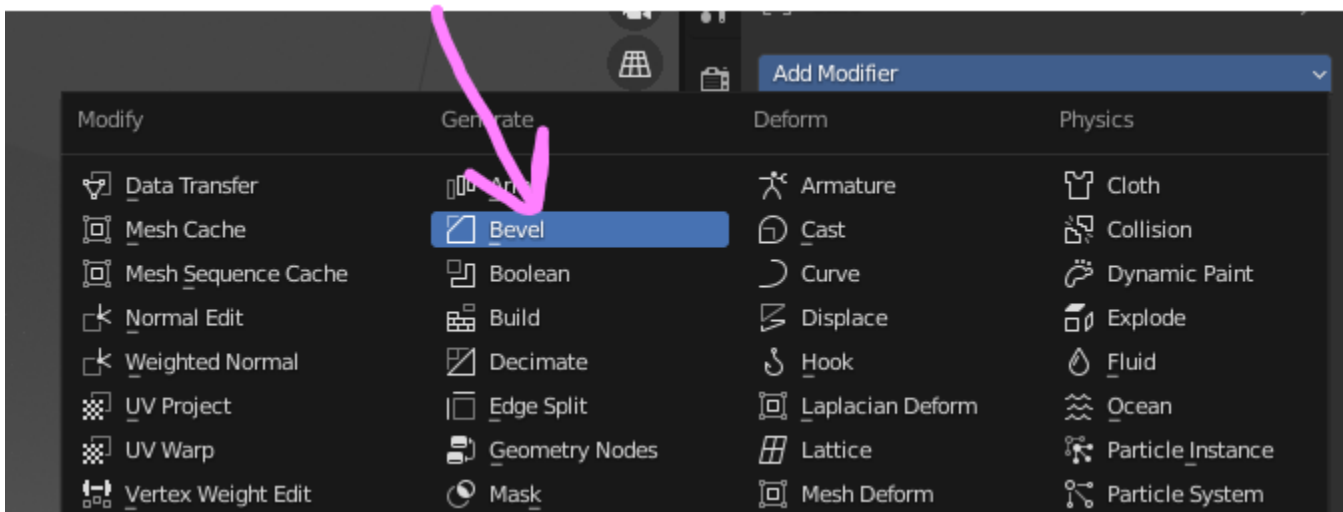 Add Modifier
Modify
Generate
Deform
Physics
Data Transfer
Armature
Cloth
Mesh Cache
Bevel
Cast
Collision
Mesh Sequence Cache
Boolean
Curve
Dynamic Paint
Normal Edit
Build
Displace
Explode
Weighted Normal
Decimate
Hook
Fluid
UV Project
Edge Split
Laplacian Deform
Ocean
UV Warp
Geometry Nodes
Lattice
Particle Instance
Vertex Weight Edit
Mask
Mesh Deform
Particle System